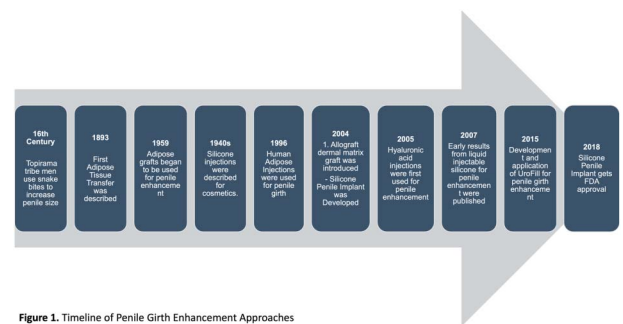 16th
Century
Topirama
tribe men
use snake
bites to
increase
penile size
1893
First
Adipose
Tissue
Transfer was
described
1959
Adipose
grafts began
to be used
for penile
enhanceme
nt
1940s
Silicone
injections
were
described
for
cosmetics.
1996
Human
Adipose
Injections
were used
for penile
girth
2004
1. Allograft
dermal matrix
graft was
introduced
- Silicone
Penile Implant
was
Developed
2005
Hyaluronic
acid
injections
were first
used for
penile
enhancement
2007
Early results
from liquid
injectable
silicone for
penile
enhancemen
t were
published
2015
Developmen
t and
application
of UroFill for
penile girth
enhanceme
nt
2018
Silicone
Penile
Implant gets
FDA
approval
Figure 1. Timeline of Penile Girth Enhancement Approaches